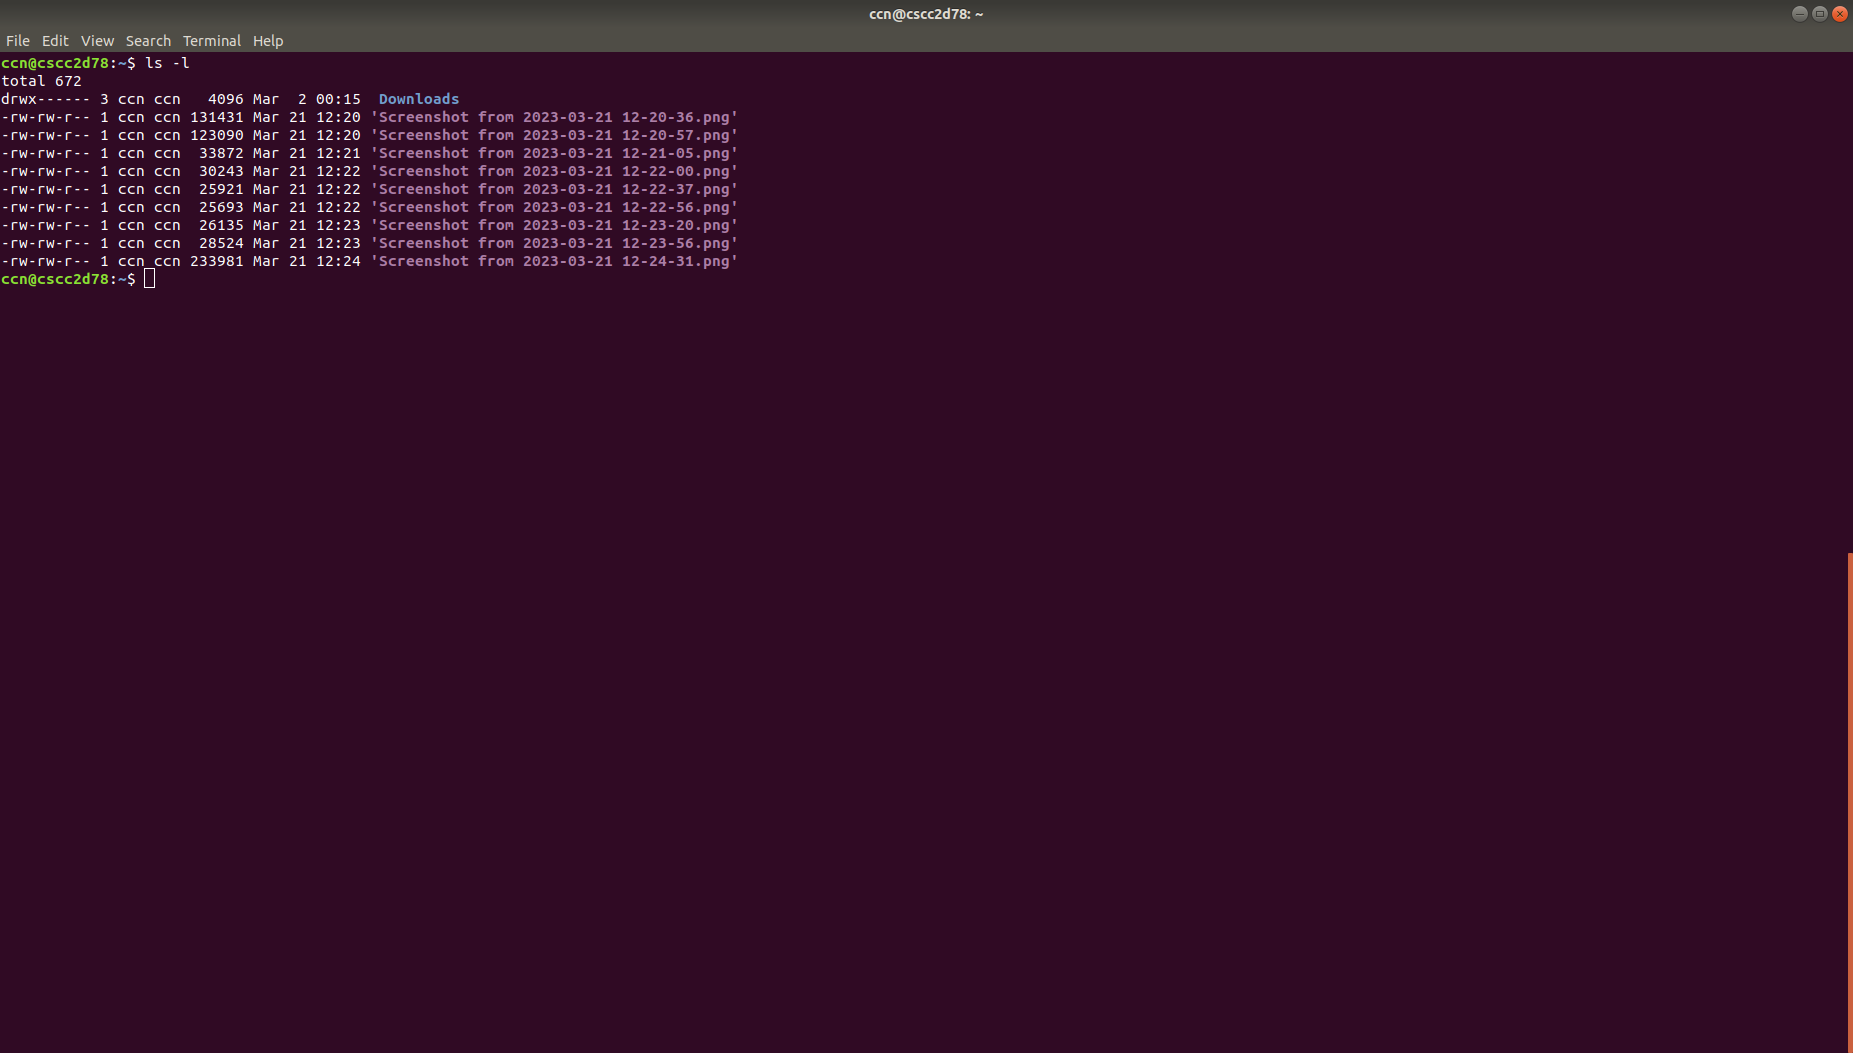 ccn@cscc2d78: ~
File Edit View Search Terminal Help
ccn@cscc2d78:~$ ls -l
total 672
drwx------ 3 ccn ccn   4096 Mar  2 00:15  Downloads
-rw-rw-r-- 1 ccn ccn 131431 Mar 21 12:20 'Screenshot from 2023-03-21 12-20-36.png'
-rw-rw-r-- 1 ccn ccn 123090 Mar 21 12:20 'Screenshot from 2023-03-21 12-20-57.png'
-rw-rw-r-- 1 ccn ccn  33872 Mar 21 12:21 'Screenshot from 2023-03-21 12-21-05.png'
-rw-rw-r-- 1 ccn ccn  30243 Mar 21 12:22 'Screenshot from 2023-03-21 12-22-00.png'
-rw-rw-r-- 1 ccn ccn  25921 Mar 21 12:22 'Screenshot from 2023-03-21 12-22-37.png'
-rw-rw-r-- 1 ccn ccn  25693 Mar 21 12:22 'Screenshot from 2023-03-21 12-22-56.png'
-rw-rw-r-- 1 ccn ccn  26135 Mar 21 12:23 'Screenshot from 2023-03-21 12-23-20.png'
-rw-rw-r-- 1 ccn ccn  28524 Mar 21 12:23 'Screenshot from 2023-03-21 12-23-56.png'
-rw-rw-r-- 1 ccn ccn 233981 Mar 21 12:24 'Screenshot from 2023-03-21 12-24-31.png'
ccn@cscc2d78:~$